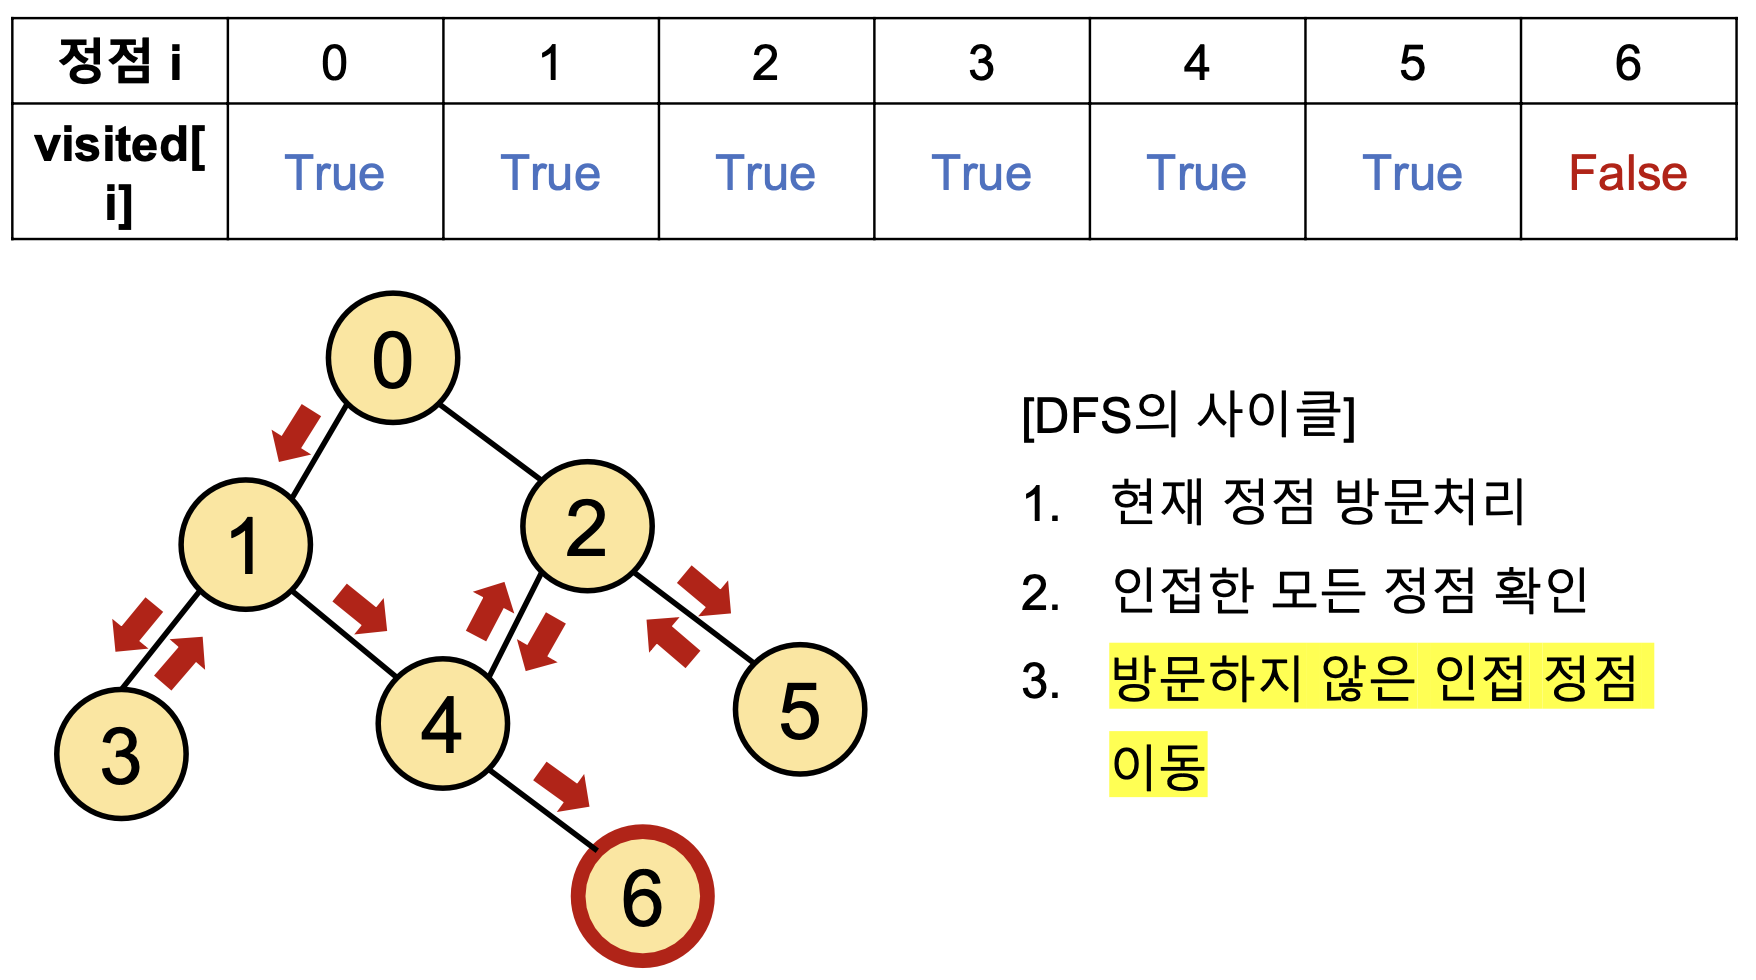 정점 i 0 1 2 3 4 5 6
visited[
i] True True True True True True False
0
1
2
3
4
5
6
[DFS의 사이클]
1. 현재 정점 방문처리
2. 인접한 모든 정점 확인
3. 방문하지 않은 인접 정점
이동